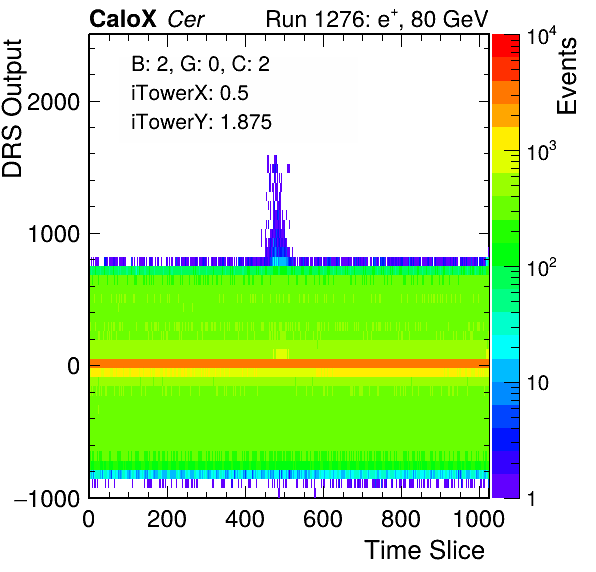 CaloX Cer
Run 1276: e+, 80 GeV
B: 2, G: 0, C: 2
iTowerX: 0.5
iTowerY: 1.875
DRS Output
2000
1000
0
−1000
0 200 400 600 800 1000
Time Slice
Events
10^4
10^3
10^2
10
1